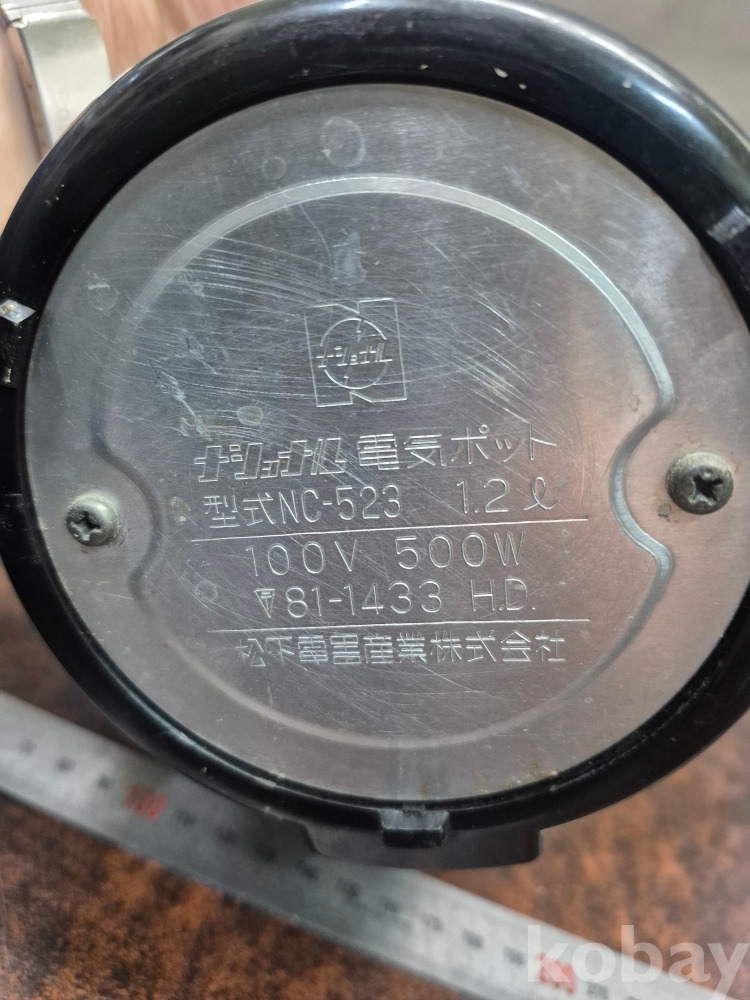 ナショナル
ナショナル 電気ポット
型式NC-523 1.2ℓ
100V 500W
〒81-1433 H.D.
松下電器産業株式会社
kobay